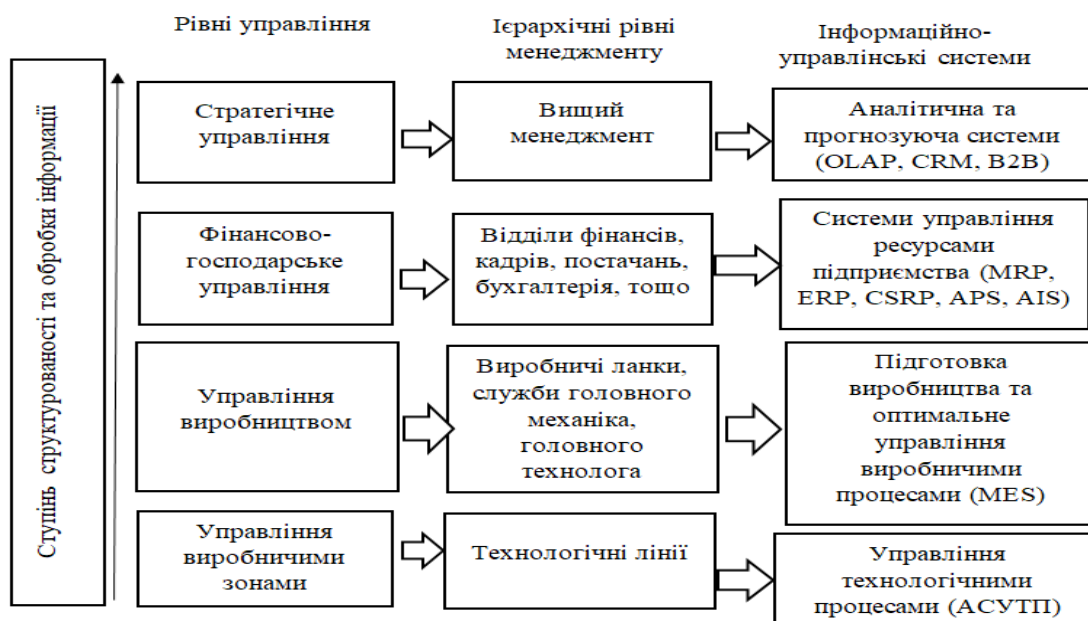 Рівні управління
Ієрархічні рівні
менеджменту
Інформаційно-
управлінські системи
Ступінь структурованості та обробки інформації
Стратегічне
управління
Вищий
менеджмент
Аналітична та
прогнозуюча системи
(OLAP, CRM, B2B)
Фінансово-
господарське
управління
Відділи фінансів,
кадрів, постачань,
бухгалтерія, тощо
Системи управління
ресурсами
підприємства (MRP,
ERP, CSRP, APS, AIS)
Управління
виробництвом
Виробничі ланки,
служби головного
механіка,
головного
технолога
Підготовка
виробництва та
оптимальне
управління
виробничими
процесами (MES)
Управління
виробничими
зонами
Технологічні лінії
Управління
технологічними
процесами (АСУТП)